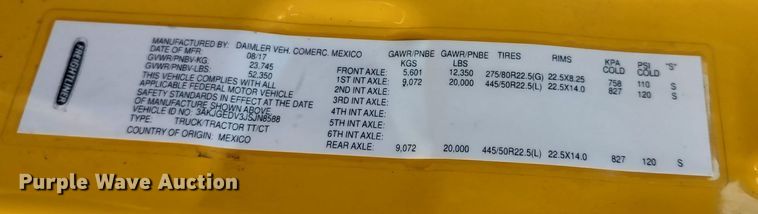 FREIGHTLINER
MANUFACTURED BY: DAIMLER VEH. COMERC. MEXICO
DATE OF MFR: 08/17
GVWR/PNBV-KG: 23,745
GVWR/PNBV-LBS: 52,350
THIS VEHICLE COMPLIES WITH ALL
APPLICABLE FEDERAL MOTOR VEHICLE
SAFETY STANDARDS IN EFFECT AT THE DATE
OF MANUFACTURE SHOWN ABOVE.
VEHICLE ID: 3AKJGEDV3JSJN8588
TYPE: TRUCK/TRACTOR TT/CT
COUNTRY OF ORIGIN: MEXICO
GAWR/PNBE GAWR/PNBE TIRES RIMS KPA PSI "S"
KGS LBS COLD COLD
FRONT AXLE: 5,601 12,350 275/80R22.5(G) 22.5X8.25 758 110 S
1ST INT AXLE: 9,072 20,000 445/50R22.5(L) 22.5X14.0 827 120 S
2ND INT AXLE:
3RD INT AXLE:
4TH INT AXLE:
5TH INT AXLE:
6TH INT AXLE:
REAR AXLE: 9,072 20,000 445/50R22.5(L) 22.5X14.0 827 120 S
Purple Wave Auction